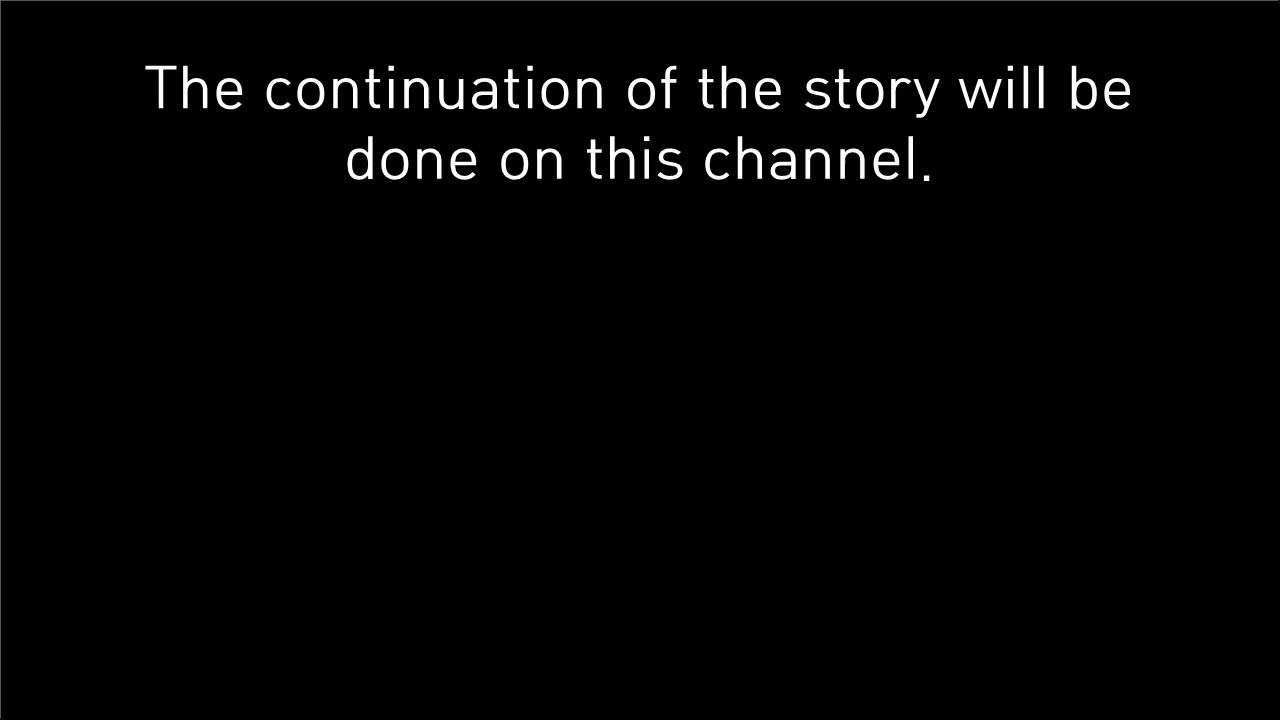 The continuation of the story will be
done on this channel.